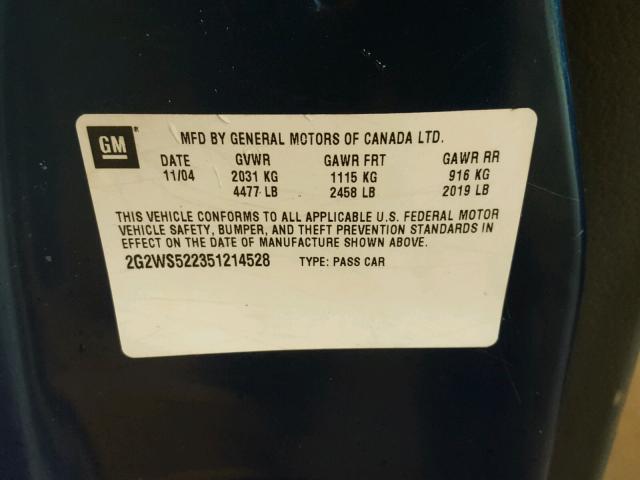 GM ®
MFD BY GENERAL MOTORS OF CANADA LTD.
DATE GVWR GAWR FRT GAWR RR
11/04 2031 KG 1115 KG 916 KG
4477 LB 2458 LB 2019 LB
THIS VEHICLE CONFORMS TO ALL APPLICABLE U.S. FEDERAL MOTOR
VEHICLE SAFETY, BUMPER, AND THEFT PREVENTION STANDARDS IN
EFFECT ON THE DATE OF MANUFACTURE SHOWN ABOVE.
2G2WS522351214528 TYPE: PASS CAR